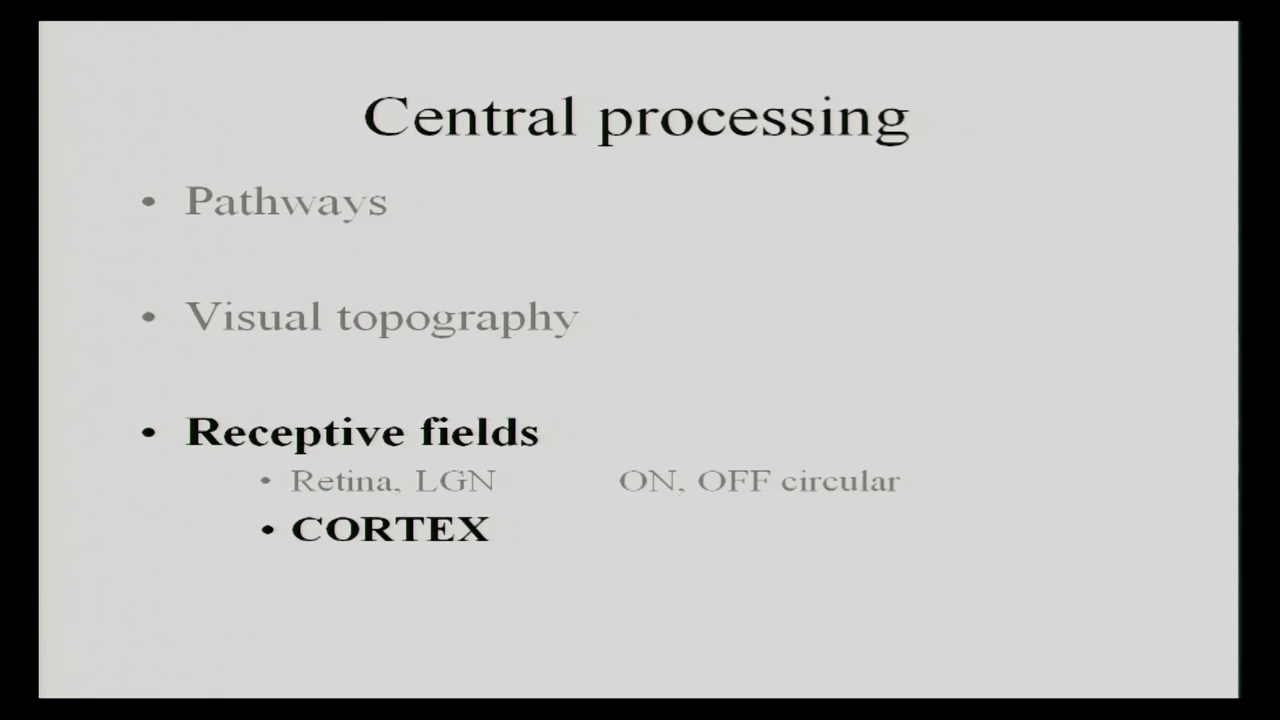 Central processing
• Pathways
• Visual topography
• Receptive fields
• Retina, LGN ON, OFF circular
• CORTEX